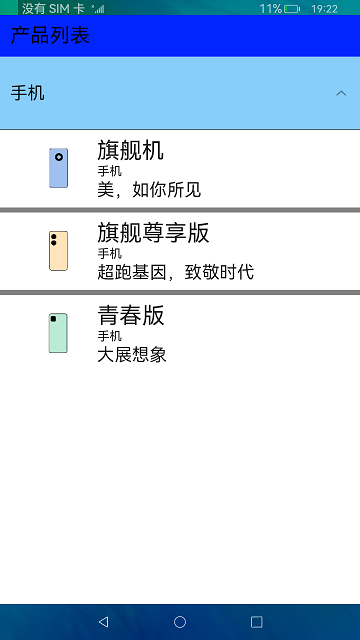 没有 SIM 卡 11% 19:22
产品列表
手机
旗舰机
手机
美，如你所见
旗舰尊享版
手机
超跑基因，致敬时代
青春版
手机
大展想象